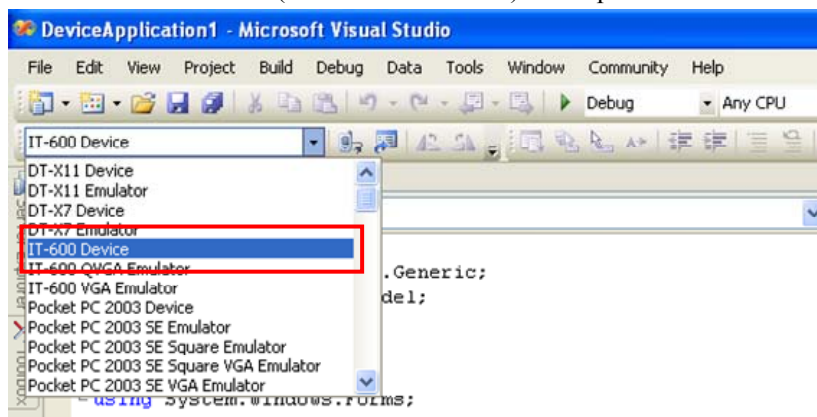 DeviceApplication1 - Microsoft Visual Studio
File Edit View Project Build Debug Data Tools Window Community Help
Debug Any CPU
IT-600 Device
DT-X11 Device
DT-X11 Emulator
DT-X7 Device
DT-X7 Emulator
IT-600 Device
IT-600 QVGA Emulator
.Generic;
IT-600 VGA Emulator
del;
Pocket PC 2003 Device
Pocket PC 2003 SE Emulator
Pocket PC 2003 SE Square Emulator
Pocket PC 2003 SE Square VGA Emulator
Pocket PC 2003 SE VGA Emulator
using System.Windows.Forms;